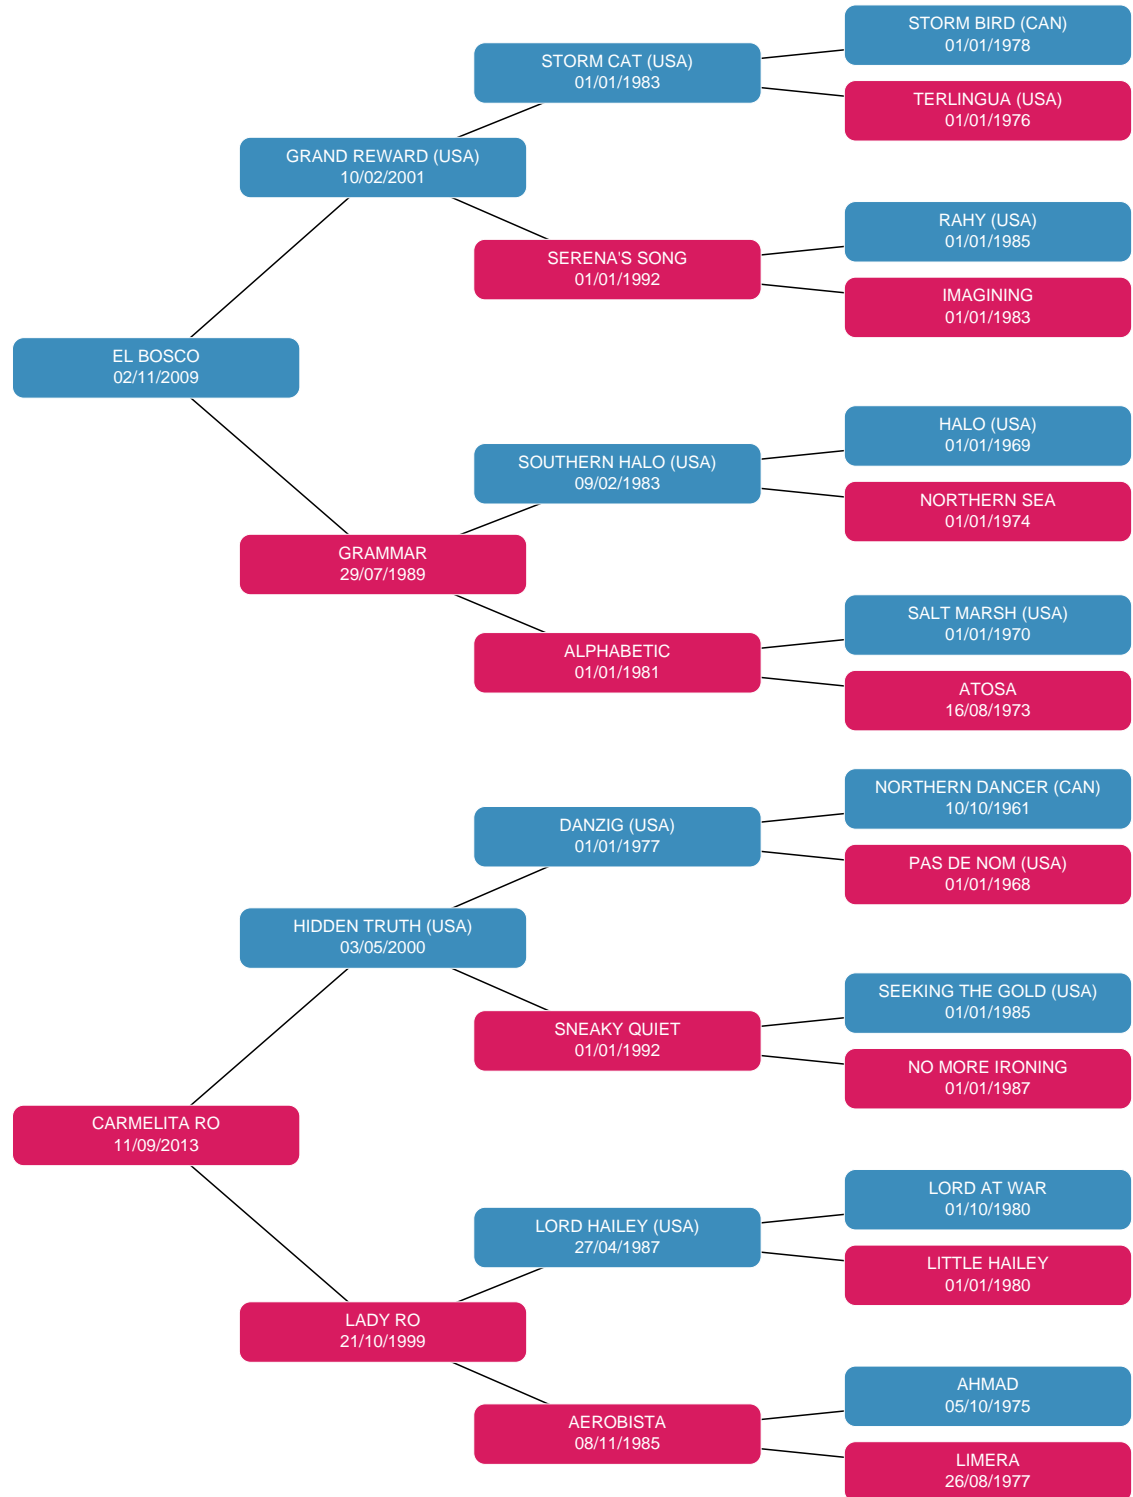 STORM BIRD (CAN)
01/01/1978
STORM CAT (USA)
01/01/1983
TERLINGUA (USA)
01/01/1976
GRAND REWARD (USA)
10/02/2001
RAHY (USA)
01/01/1985
SERENA'S SONG
01/01/1992
IMAGINING
01/01/1983
EL BOSCO
02/11/2009
HALO (USA)
01/01/1969
SOUTHERN HALO (USA)
09/02/1983
NORTHERN SEA
01/01/1974
GRAMMAR
29/07/1989
SALT MARSH (USA)
01/01/1970
ALPHABETIC
01/01/1981
ATOSA
16/08/1973
NORTHERN DANCER (CAN)
10/10/1961
DANZIG (USA)
01/01/1977
PAS DE NOM (USA)
01/01/1968
HIDDEN TRUTH (USA)
03/05/2000
SEEKING THE GOLD (USA)
01/01/1985
SNEAKY QUIET
01/01/1992
NO MORE IRONING
01/01/1987
CARMELITA RO
11/09/2013
LORD AT WAR
01/10/1980
LORD HAILEY (USA)
27/04/1987
LITTLE HAILEY
01/01/1980
LADY RO
21/10/1999
AHMAD
05/10/1975
AEROBISTA
08/11/1985
LIMERA
26/08/1977